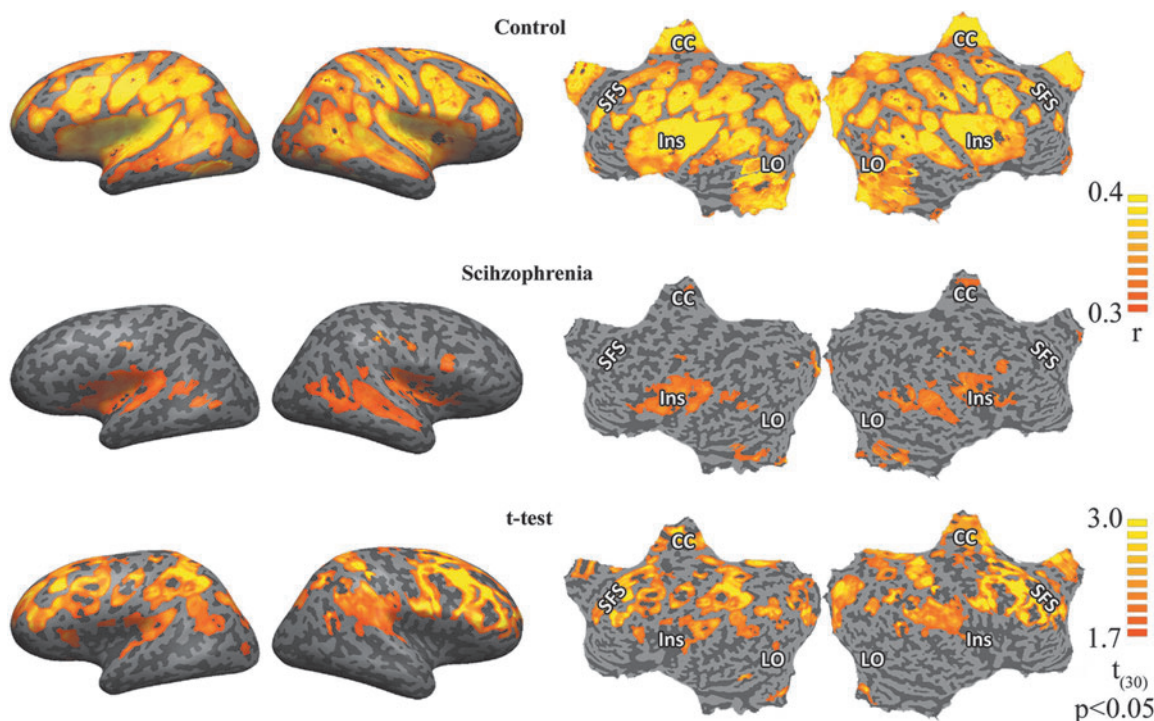 Control
CC
CC
SFS
SFS
Ins
Ins
LO
LO
0.4
0.3
r
Scihzophrenia
CC
CC
SFS
SFS
Ins
Ins
LO
LO
t-test
3.0
1.7
t(30)
p<0.05
CC
CC
SFS
SFS
Ins
Ins
LO
LO